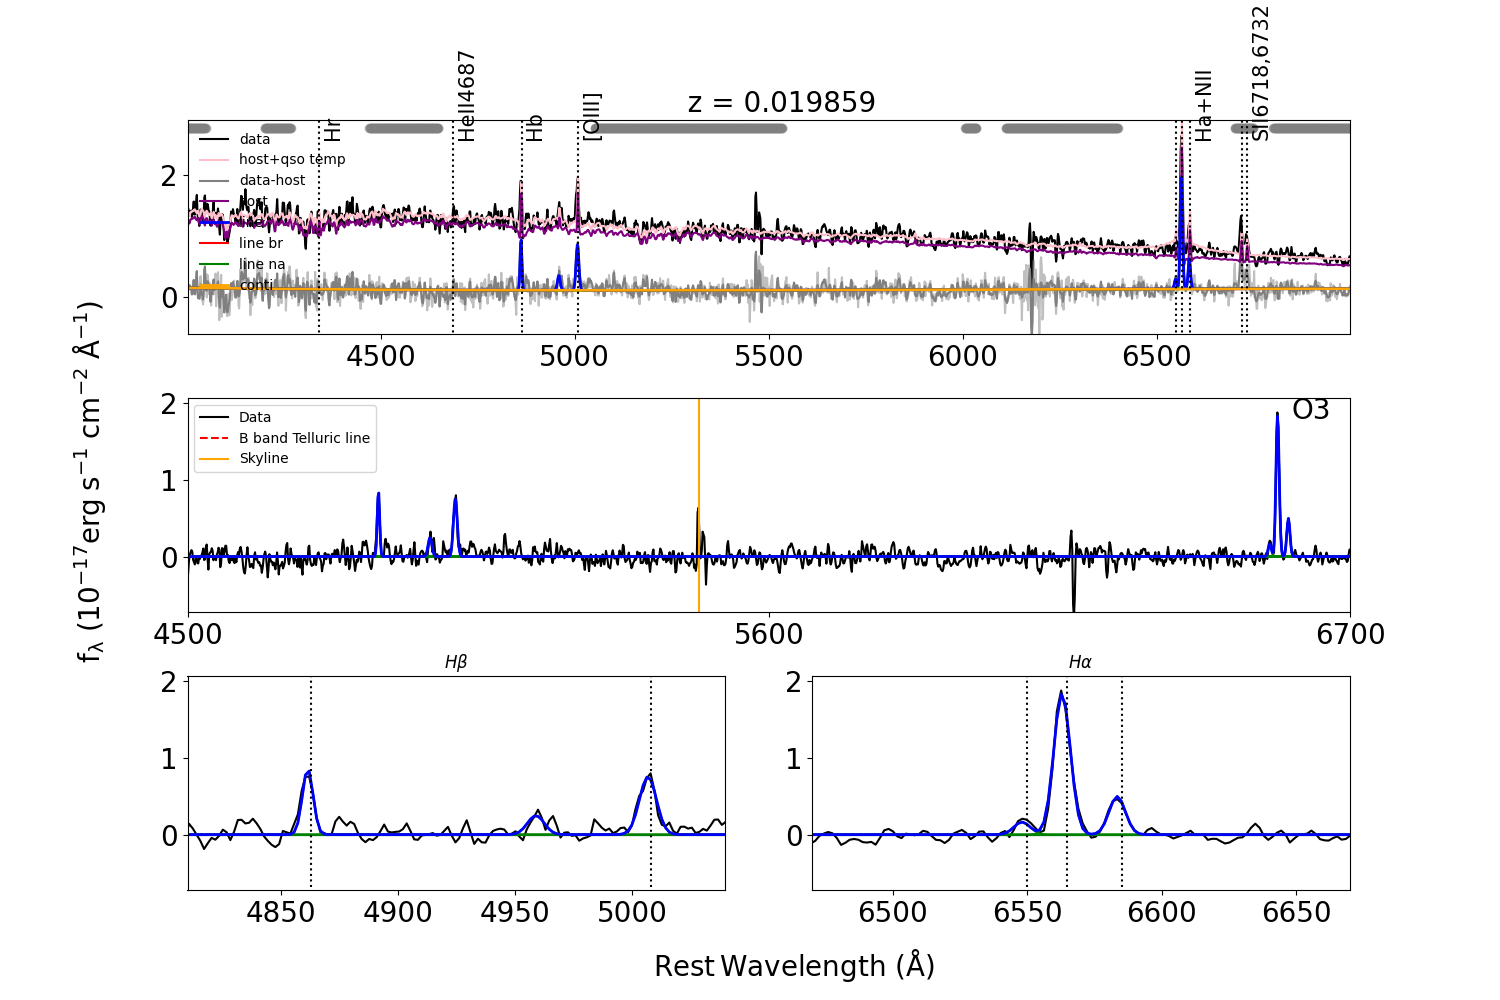 z = 0.019859
Hr
HeII4687
Hb
[OIII]
Ha+NII
SII6718,6732
data
host+qso temp
data-host
host
line
line br
line na
conti
2
0
4500
5000
5500
6000
6500
O3
Data
B band Telluric line
Skyline
2
1
0
4500
5600
6700
fλ (10−17erg s−1 cm−2 Å−1)
Hβ
2
1
0
4850
4900
4950
5000
Hα
2
1
0
6500
6550
6600
6650
Rest Wavelength (Å)